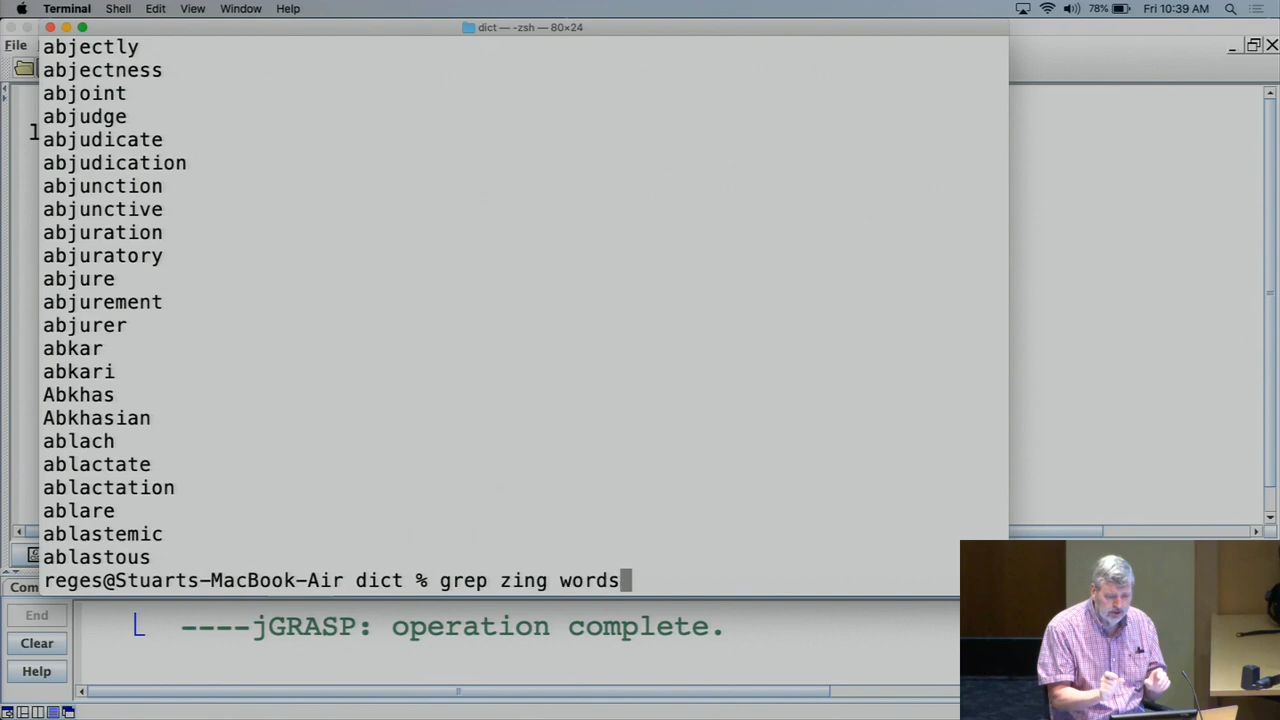 Terminal Shell Edit View Window Help 78% Fri 10:39 AM
dict — -zsh — 80×24
File
abjectly
abjectness
abjoint
abjudge
1
abjudicate
abjudication
abjunction
abjunctive
abjuration
abjuratory
abjure
abjurement
abjurer
abkar
abkari
Abkhas
Abkhasian
ablach
ablactate
ablactation
ablare
ablastemic
ablastous
reges@Stuarts-MacBook-Air dict % grep zing words
Com
End
Clear
Help
----jGRASP: operation complete.